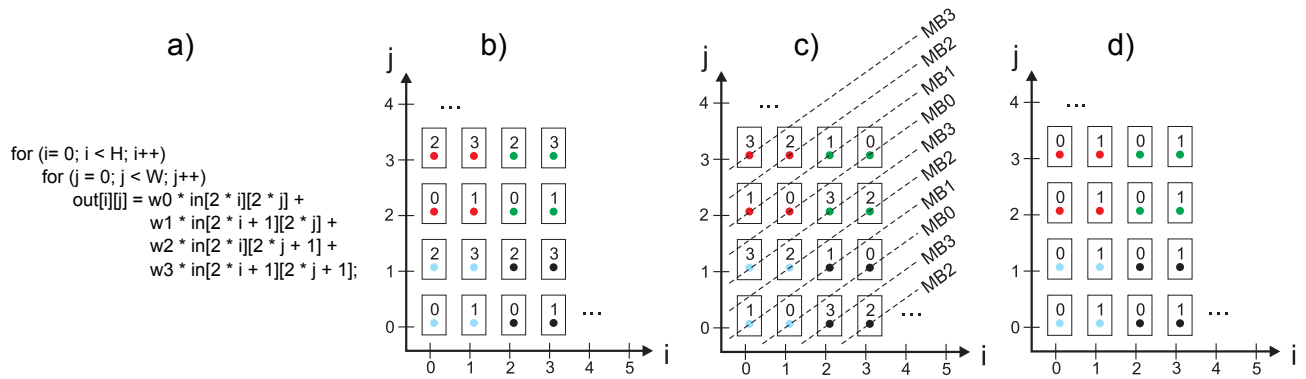 a)
for (i= 0; i < H; i++)
for (j = 0; j < W; j++)
out[i][j] = w0 * in[2 * i][2 * j] +
w1 * in[2 * i + 1][2 * j] +
w2 * in[2 * i][2 * j + 1] +
w3 * in[2 * i + 1][2 * j + 1];
b)
j
4 ...
3 2 3 2 3
2 0 1 0 1
1 2 3 2 3
0 0 1 0 1 ...
0 1 2 3 4 5 i
c)
j
MB3
MB2
MB1
MB0
MB3
MB2
MB1
MB0
MB3
MB2
4 ...
3 3 2 1 0
2 1 0 3 2
1 3 2 1 0
0 1 0 3 2 ...
0 1 2 3 4 5 i
d)
j
4 ...
3 0 1 0 1
2 0 1 0 1
1 0 1 0 1
0 0 1 0 1 ...
0 1 2 3 4 5 i